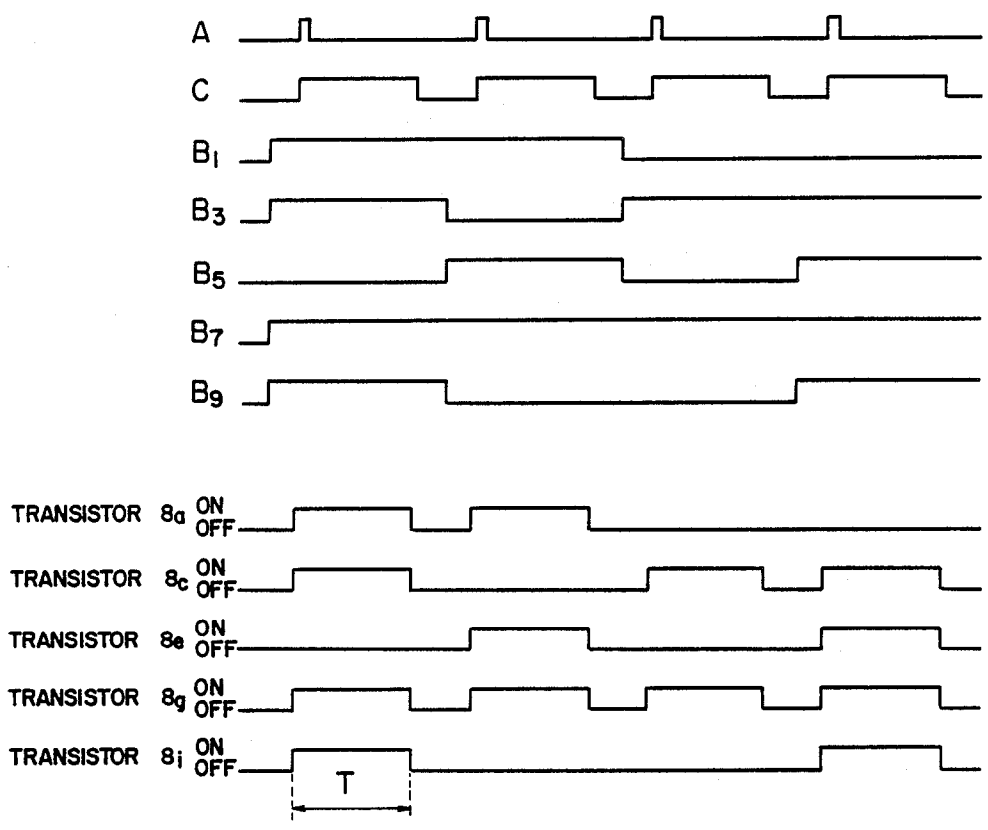 A
C
B1
B3
B5
B7
B9
TRANSISTOR 8a ON OFF
TRANSISTOR 8c ON OFF
TRANSISTOR 8e ON OFF
TRANSISTOR 8g ON OFF
TRANSISTOR 8i ON OFF
T